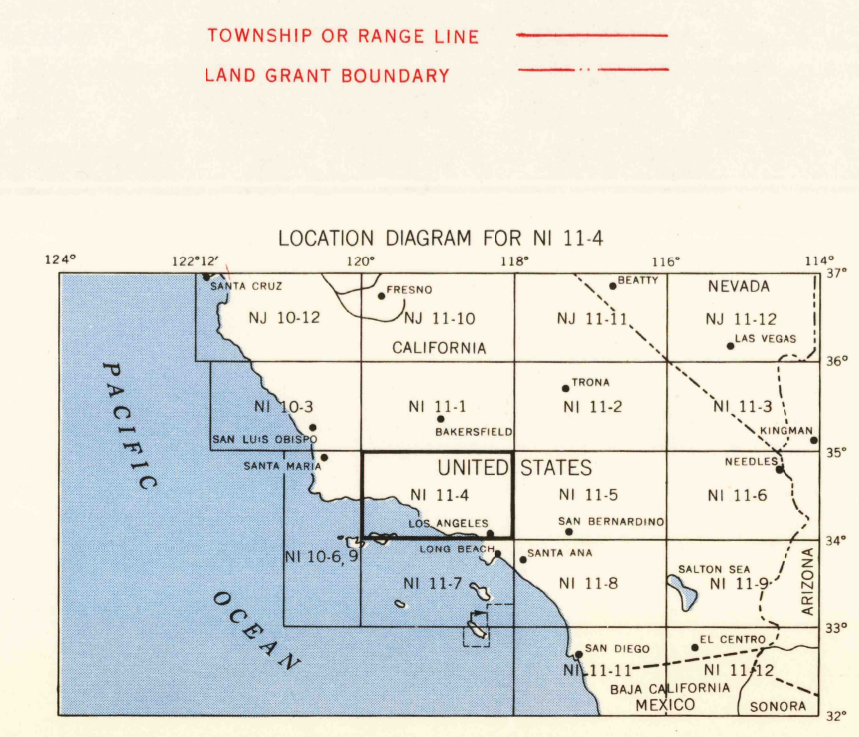 TOWNSHIP OR RANGE LINE
LAND GRANT BOUNDARY
LOCATION DIAGRAM FOR NI 11-4
124° 122°12' 120° 118° 116° 114°
37°
SANTA CRUZ
FRESNO
BEATTY
NEVADA
NJ 10-12
NJ 11-10
NJ 11-11
NJ 11-12
LAS VEGAS
CALIFORNIA
36°
PACIFIC
TRONA
NI 10-3
NI 11-1
NI 11-2
NI 11-3
KINGMAN
BAKERSFIELD
SAN LUIS OBISPO
35°
SANTA MARIA
UNITED STATES
NEEDLES
NI 11-4
NI 11-5
NI 11-6
LOS ANGELES
SAN BERNARDINO
34°
LONG BEACH
SANTA ANA
NI 10-6, 9
NI 11-7
NI 11-8
SALTON SEA
NI 11-9
ARIZONA
OCEAN
33°
SAN DIEGO
EL CENTRO
NI 11-11
NI 11-12
BAJA CALIFORNIA
MEXICO
SONORA
32°